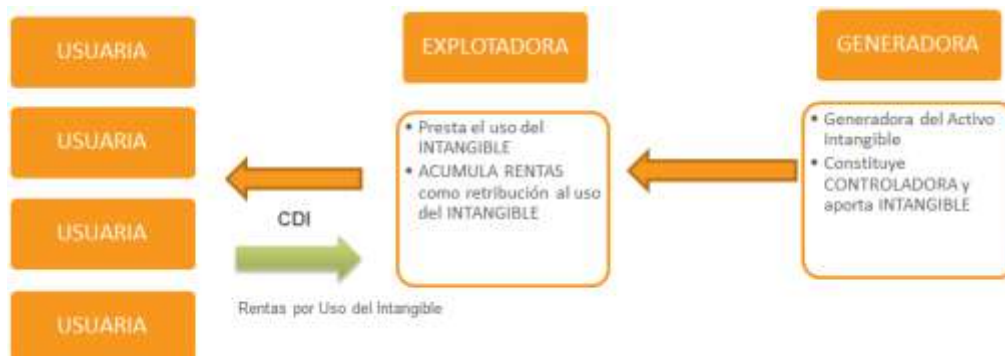 USUARIA
USUARIA
USUARIA
USUARIA
CDI
Rentas por Uso del Intangible
EXPLOTADORA
• Presta el uso del
INTANGIBLE
• ACUMULA RENTAS
como retribución al uso
del INTANGIBLE
GENERADORA
• Generadora del Activo
Intangible
• Constituye
CONTROLADORA y
aporta INTANGIBLE